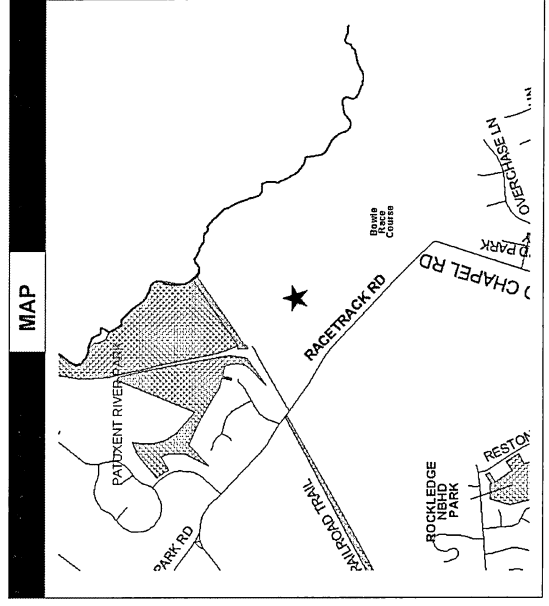 MAP
PATUXENT RIVER PARK
PARK RD
RAILROAD TRAIL
RACETRACK RD
Bowie
Race
Course
CHAPEL RD
D PARK
OVERCHASE LN
LN
ROCKLEDGE
NBHD
PARK
RESTON